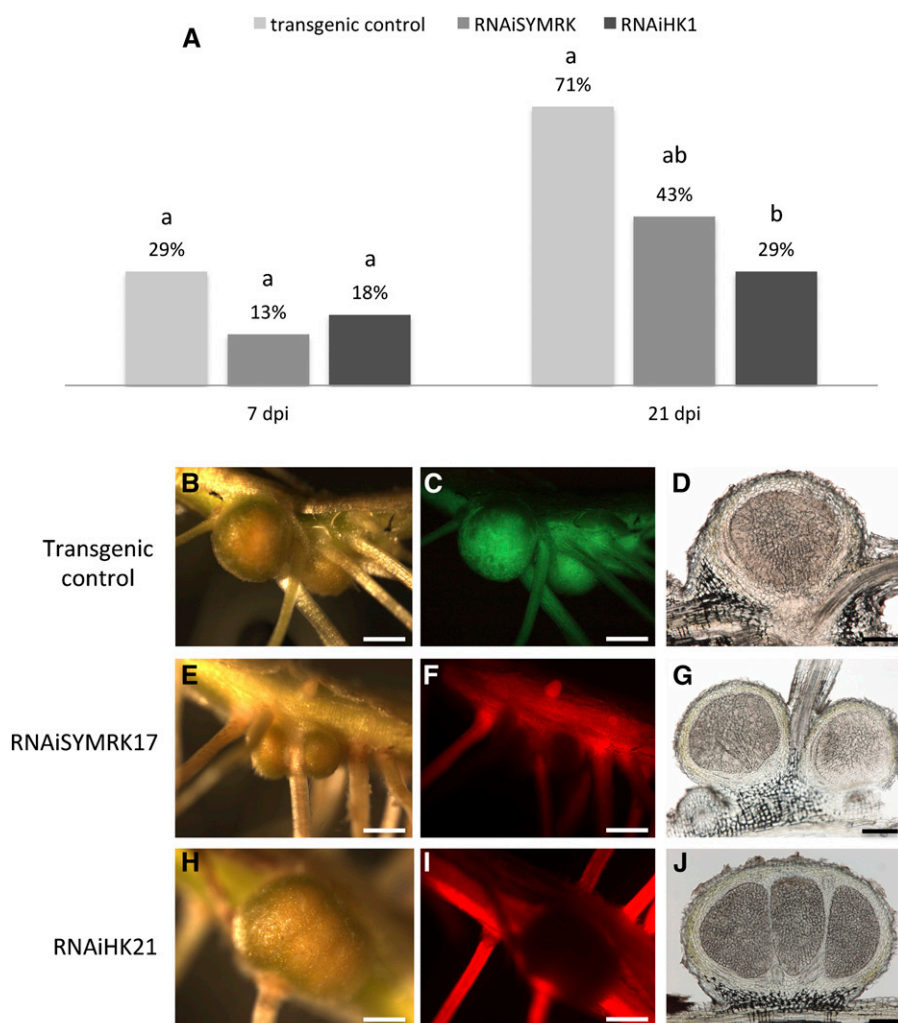 A
transgenic control RNAiSYMRK RNAiHK1
a
71%
ab
43%
b
29%
a
29%
a
13%
a
18%
7 dpi 21 dpi
B C D
Transgenic
control
E F G
RNAiSYMRK17
H I J
RNAiHK21